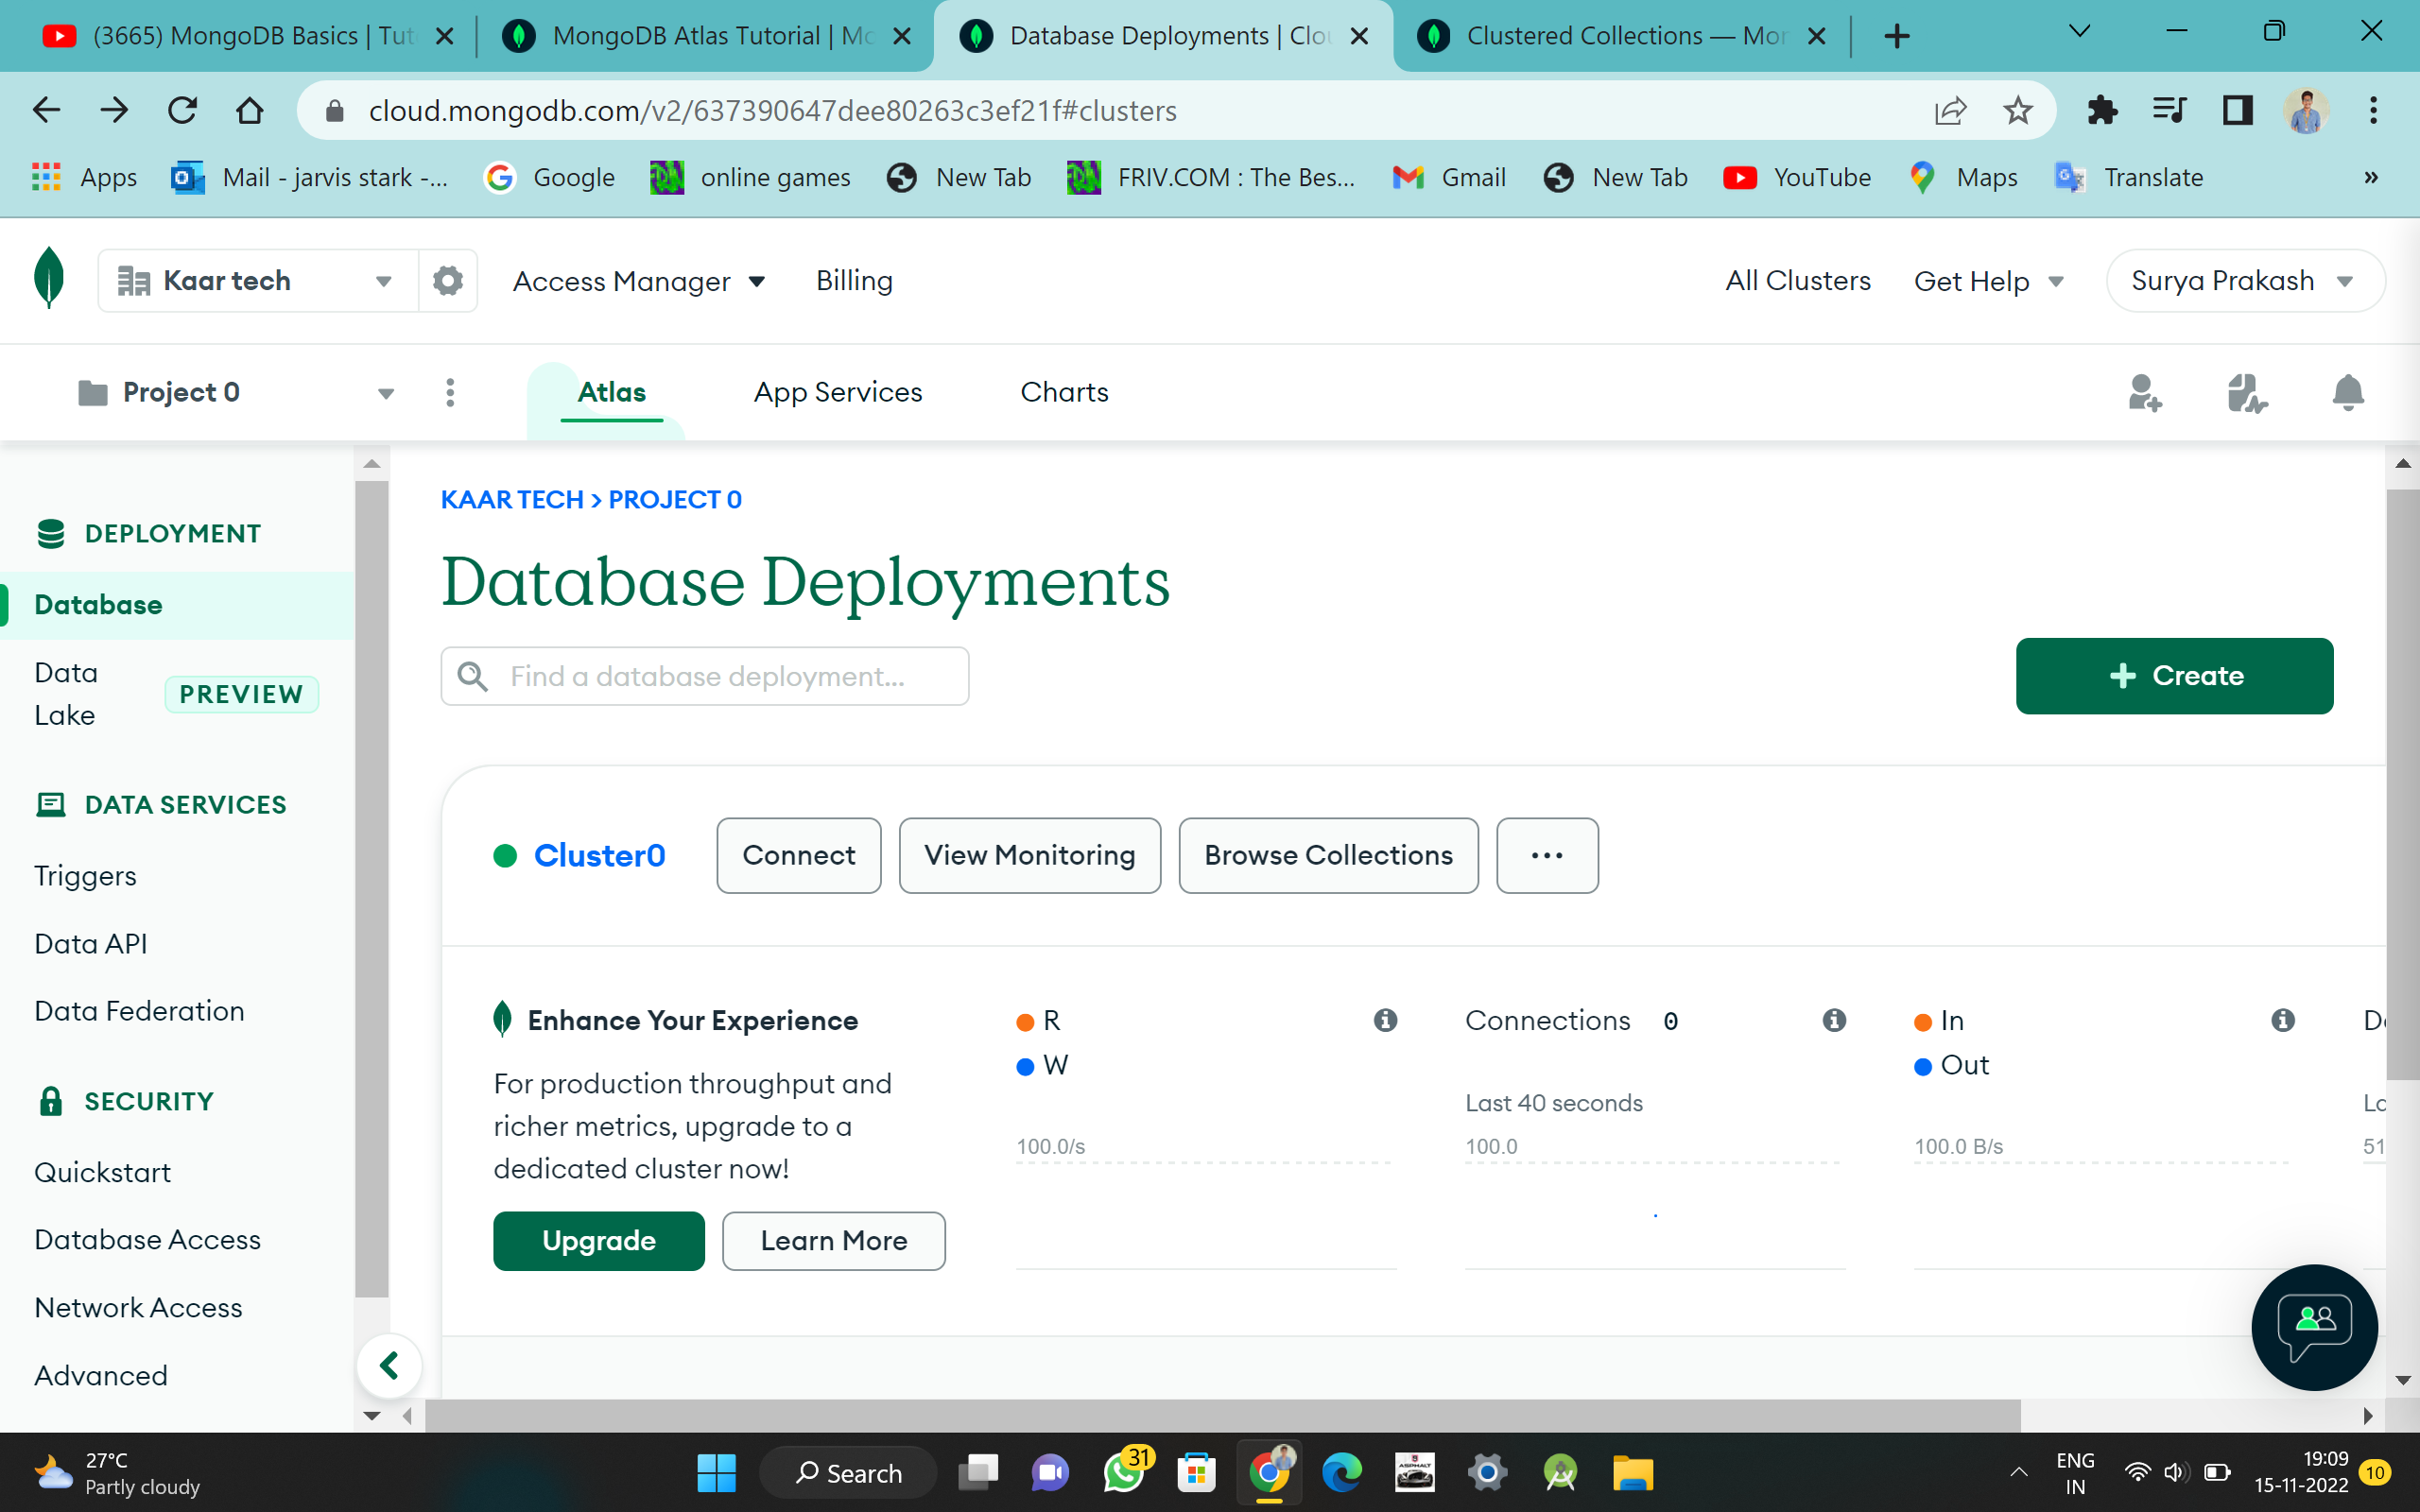 (3665) MongoDB Basics | Tut
MongoDB Atlas Tutorial | Mo
Database Deployments | Clou
Clustered Collections — Mon
cloud.mongodb.com/v2/637390647dee80263c3ef21f#clusters
Apps
Mail - jarvis stark -...
Google
online games
New Tab
FRIV.COM : The Bes...
Gmail
New Tab
YouTube
Maps
Translate
»
Kaar tech
Access Manager
Billing
All Clusters
Get Help
Surya Prakash
Project 0
Atlas
App Services
Charts
DEPLOYMENT
Database
Data
Lake
PREVIEW
DATA SERVICES
Triggers
Data API
Data Federation
SECURITY
Quickstart
Database Access
Network Access
Advanced
KAAR TECH > PROJECT 0
Database Deployments
Find a database deployment...
+ Create
Cluster0
Connect
View Monitoring
Browse Collections
...
Enhance Your Experience
For production throughput and
richer metrics, upgrade to a
dedicated cluster now!
Upgrade
Learn More
R
W
100.0/s
Connections 0
Last 40 seconds
100.0
In
Out
100.0 B/s
51
27°C
Partly cloudy
Search
31
ASPHALT
ENG
IN
19:09
15-11-2022
10